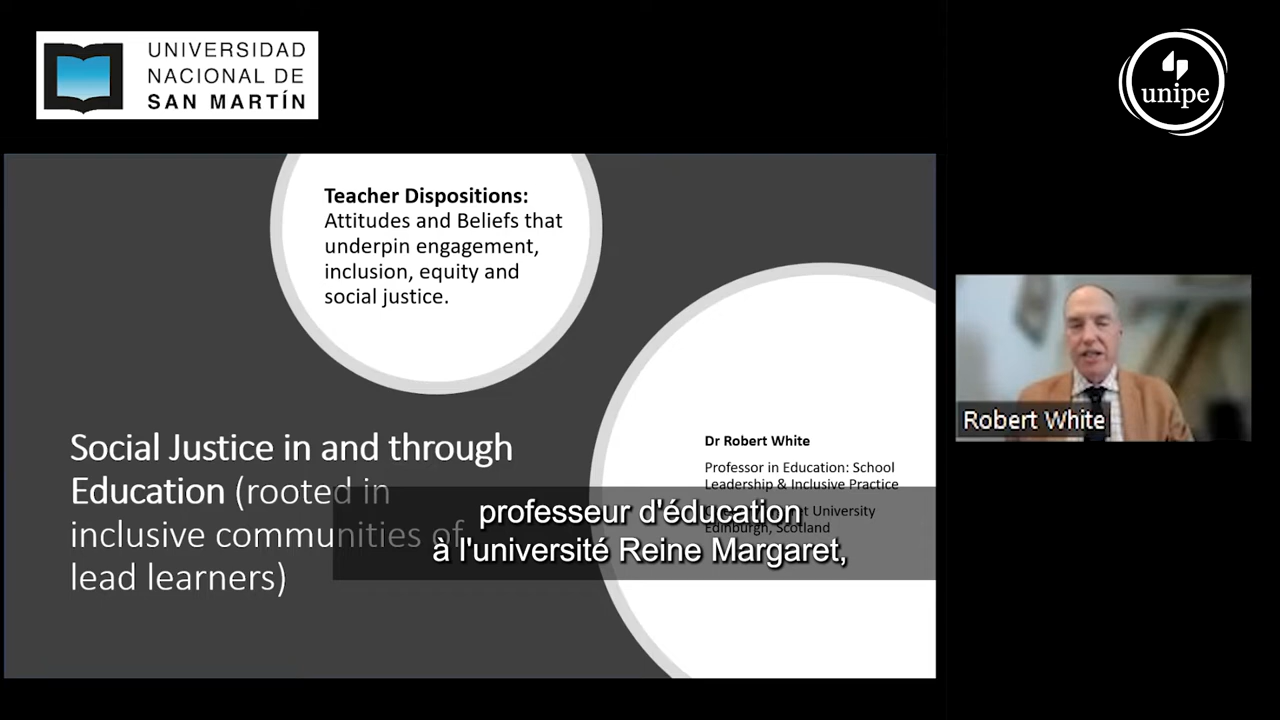 UNIVERSIDAD
NACIONAL DE
SAN MARTÍN
unipe
Teacher Dispositions:
Attitudes and Beliefs that
underpin engagement,
inclusion, equity and
social justice.
Social Justice in and through
Education (rooted in
inclusive communities of
lead learners)
Dr Robert White
Professor in Education: School
Leadership & Inclusive Practice
University
Edinburgh, Scotland
professeur d'éducation
à l'université Reine Margaret,
Robert White